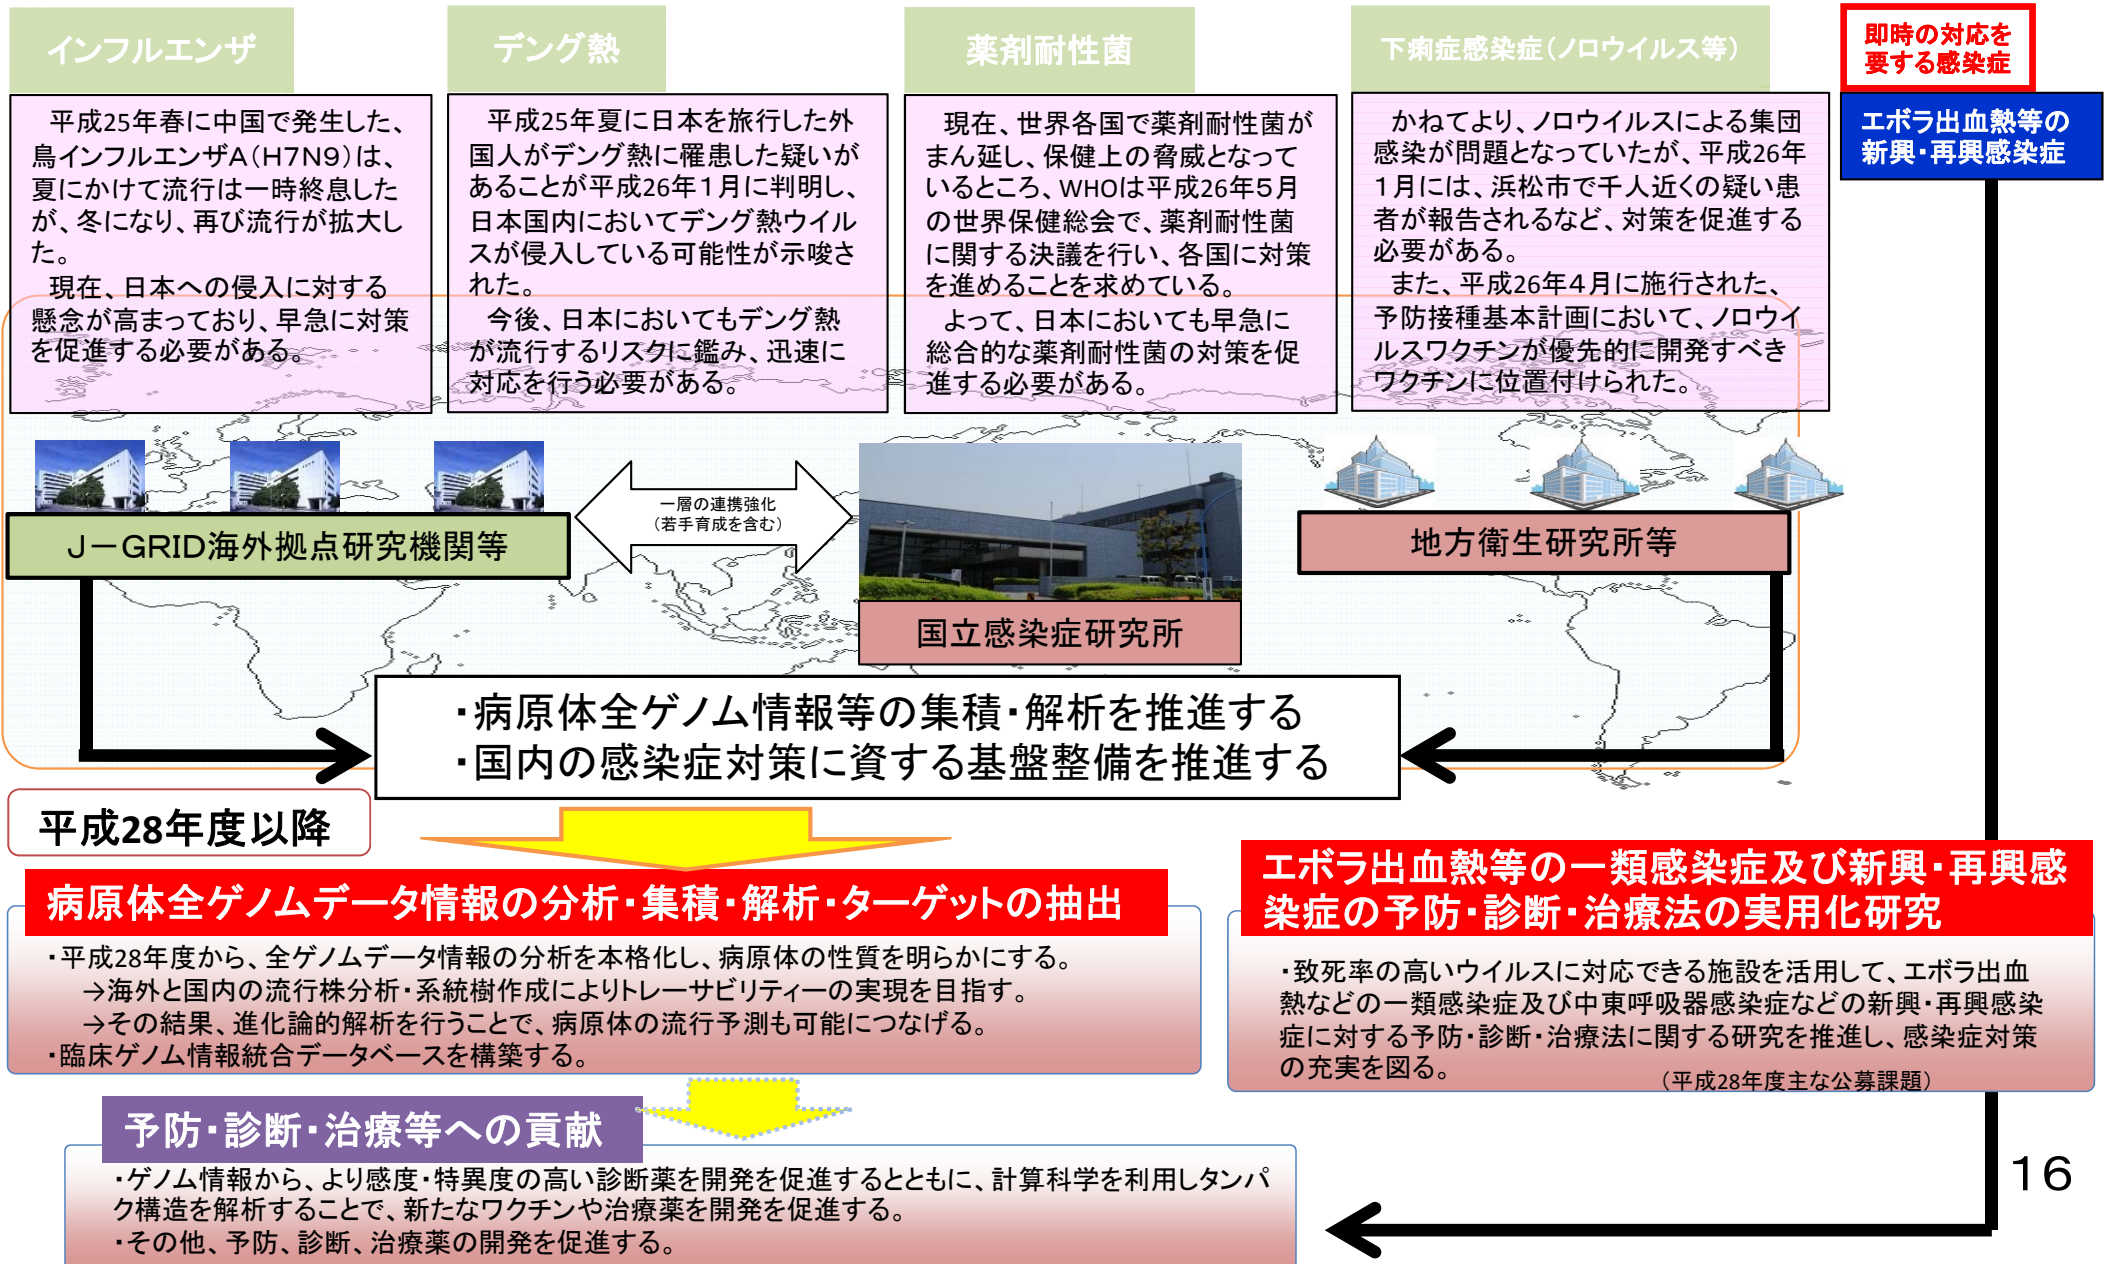 インフルエンザ
平成25年春に中国で発生した、
鳥インフルエンザA(H7N9)は、
夏にかけて流行は一時終息した
が、冬になり、再び流行が拡大し
た。
現在、日本への侵入に対する
懸念が高まっており、早急に対策
を促進する必要がある。
デング熱
平成25年夏に日本を旅行した外
国人がデング熱に罹患した疑いが
あることが平成26年1月に判明し、
日本国内においてデング熱ウイル
スが侵入している可能性が示唆さ
れた。
今後、日本においてもデング熱
が流行するリスクに鑑み、迅速に
対応を行う必要がある。
薬剤耐性菌
現在、世界各国で薬剤耐性菌が
まん延し、保健上の脅威となって
いるところ、WHOは平成26年5月
の世界保健総会で、薬剤耐性菌
に関する決議を行い、各国に対策
を進めることを求めている。
よって、日本においても早急に
総合的な薬剤耐性菌の対策を促
進する必要がある。
下痢症感染症(ノロウイルス等)
かねてより、ノロウイルスによる集団
感染が問題となっていたが、平成26年
1月には、浜松市で千人近くの疑い患
者が報告されるなど、対策を促進する
必要がある。
また、平成26年4月に施行された、
予防接種基本計画において、ノロウイ
ルスワクチンが優先的に開発すべき
ワクチンに位置付けられた。
即時の対応を
要する感染症
エボラ出血熱等の
新興・再興感染症
J-GRID海外拠点研究機関等
一層の連携強化
(若手育成を含む)
国立感染症研究所
地方衛生研究所等
・病原体全ゲノム情報等の集積・解析を推進する
・国内の感染症対策に資する基盤整備を推進する
平成28年度以降
病原体全ゲノムデータ情報の分析・集積・解析・ターゲットの抽出
・平成28年度から、全ゲノムデータ情報の分析を本格化し、病原体の性質を明らかにする。
→海外と国内の流行株分析・系統樹作成によりトレーサビリティーの実現を目指す。
→その結果、進化論的解析を行うことで、病原体の流行予測も可能につなげる。
・臨床ゲノム情報統合データベースを構築する。
エボラ出血熱等の一類感染症及び新興・再興感
染症の予防・診断・治療法の実用化研究
・致死率の高いウイルスに対応できる施設を活用して、エボラ出血
熱などの一類感染症及び中東呼吸器感染症などの新興・再興感染
症に対する予防・診断・治療法に関する研究を推進し、感染症対策
の充実を図る。
(平成28年度主な公募課題)
予防・診断・治療等への貢献
・ゲノム情報から、より感度・特異度の高い診断薬を開発を促進するとともに、計算科学を利用しタンパ
ク構造を解析することで、新たなワクチンや治療薬を開発を促進する。
・その他、予防、診断、治療薬の開発を促進する。
16